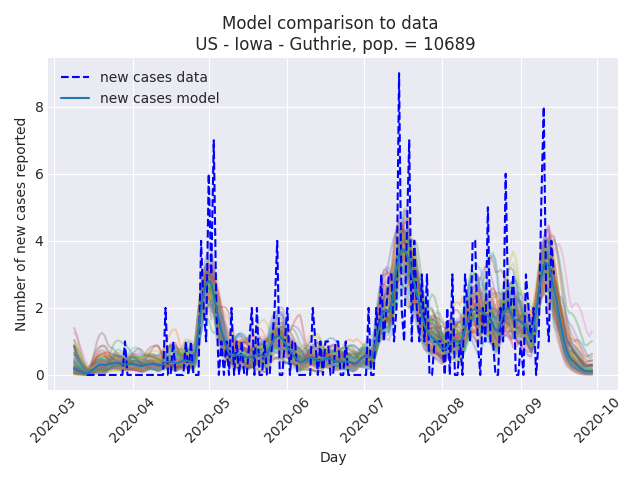 Model comparison to data
US - Iowa - Guthrie, pop. = 10689
new cases data
new cases model
Number of new cases reported
8
6
4
2
0
2020-03
2020-04
2020-05
2020-06
2020-07
2020-08
2020-09
2020-10
Day